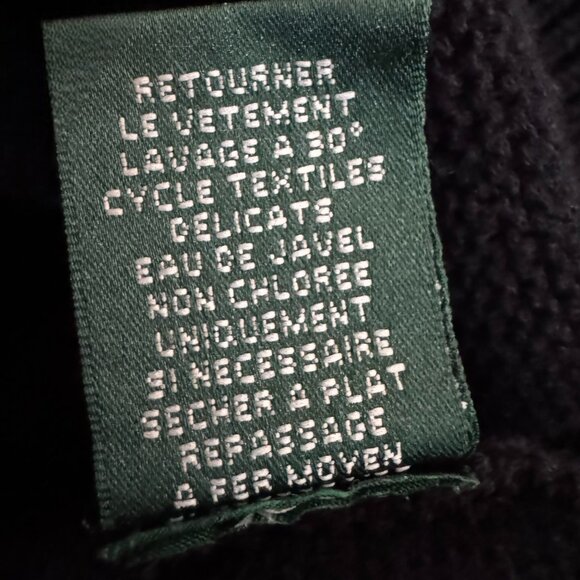 RETOURNER
LE VETEMENT
LAVAGE A 30°
CYCLE TEXTILES
DELICATS
EAU DE JAVEL
NON CHLOREE
UNIQUEMENT
SI NECESSAIRE
SECHER A PLAT
REPASSAGE
A FER MOYEN